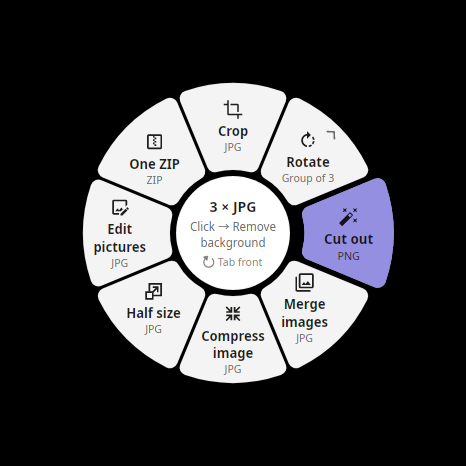 Crop
JPG
Rotate
Group of 3
Cut out
PNG
Merge
images
JPG
Compress
image
JPG
Half size
JPG
Edit
pictures
JPG
One ZIP
ZIP
3 × JPG
Click → Remove
background
Tab front